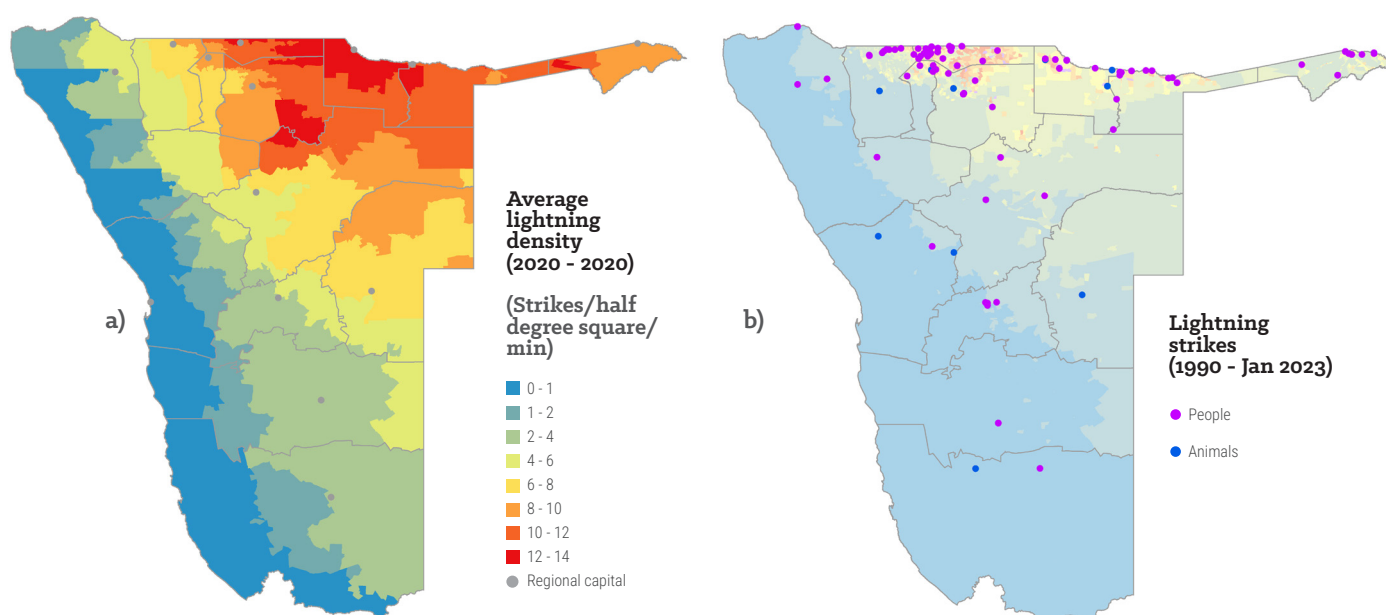 a)
Average
lightning
density
(2020 - 2020)
(Strikes/half
degree square/
min)
0 - 1
1 - 2
2 - 4
4 - 6
6 - 8
8 - 10
10 - 12
12 - 14
Regional capital
b)
Lightning
strikes
(1990 - Jan 2023)
People
Animals